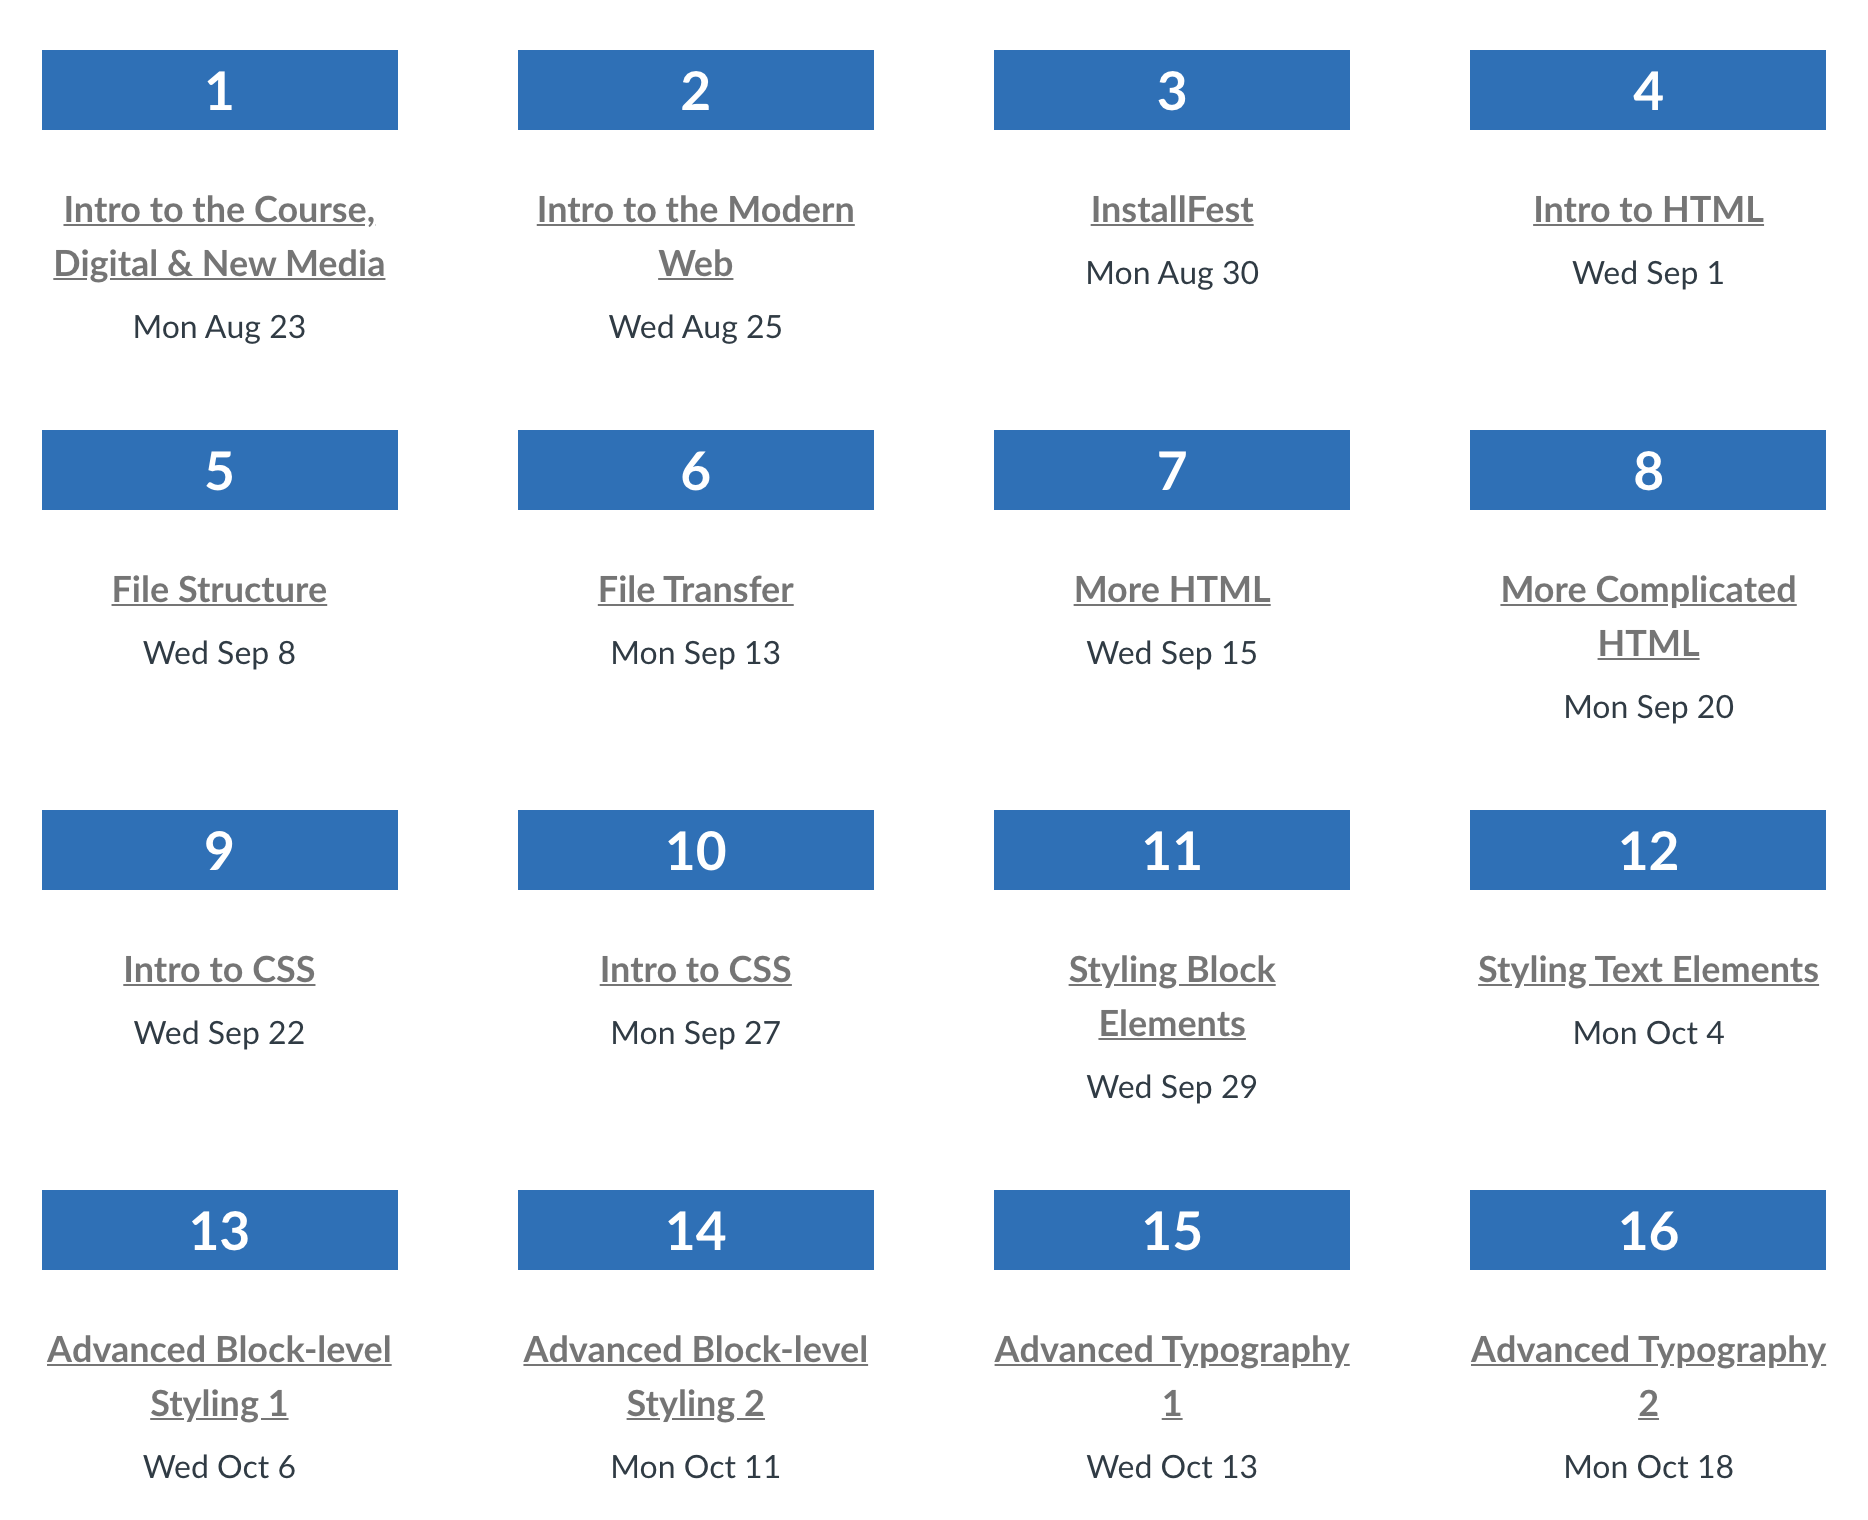 1
Intro to the Course,
Digital & New Media
Mon Aug 23
2
Intro to the Modern
Web
Wed Aug 25
3
InstallFest
Mon Aug 30
4
Intro to HTML
Wed Sep 1
5
File Structure
Wed Sep 8
6
File Transfer
Mon Sep 13
7
More HTML
Wed Sep 15
8
More Complicated
HTML
Mon Sep 20
9
Intro to CSS
Wed Sep 22
10
Intro to CSS
Mon Sep 27
11
Styling Block
Elements
Wed Sep 29
12
Styling Text Elements
Mon Oct 4
13
Advanced Block-level
Styling 1
Wed Oct 6
14
Advanced Block-level
Styling 2
Mon Oct 11
15
Advanced Typography
1
Wed Oct 13
16
Advanced Typography
2
Mon Oct 18